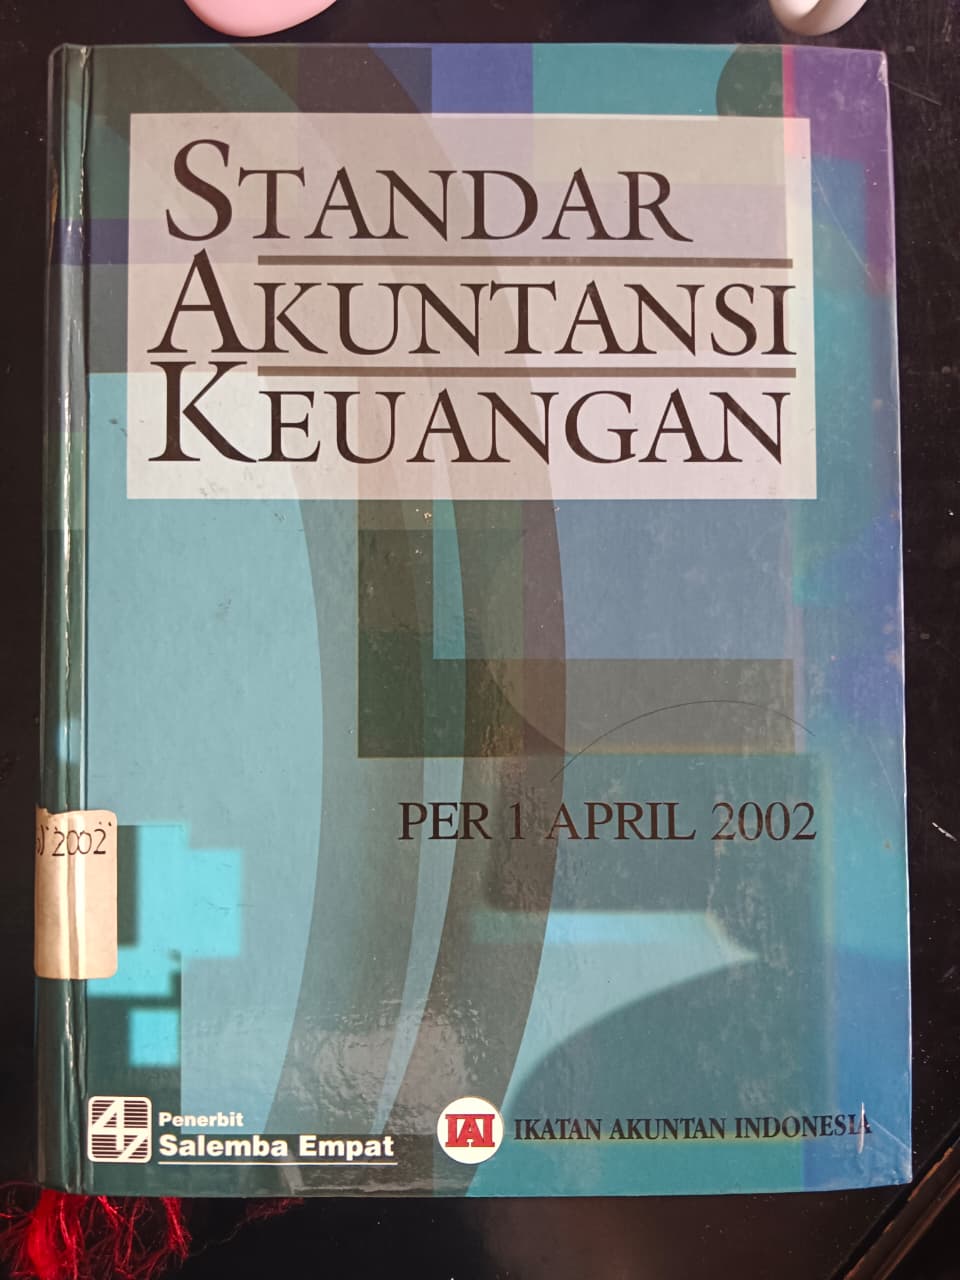 STANDAR
AKUNTANSI
KEUANGAN
PER 1 APRIL 2002
"2002"
Penerbit
Salemba Empat
IAI IKATAN AKUNTAN INDONESIA